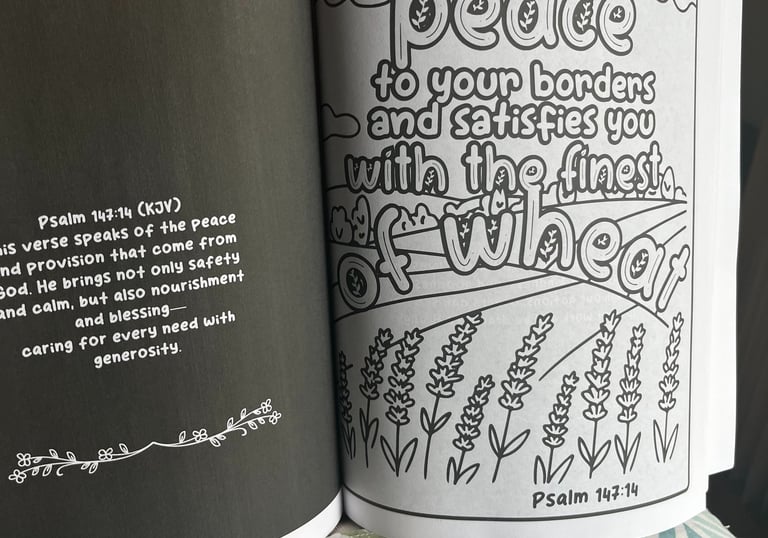 Psalm 147:14 (KJV)
his verse speaks of the peace
nd provision that come from
God. He brings not only safety
and calm, but also nourishment
and blessing—
caring for every need with
generosity.
peace
to your borders
and satisfies you
with the finest
of wheat
Psalm 147:14